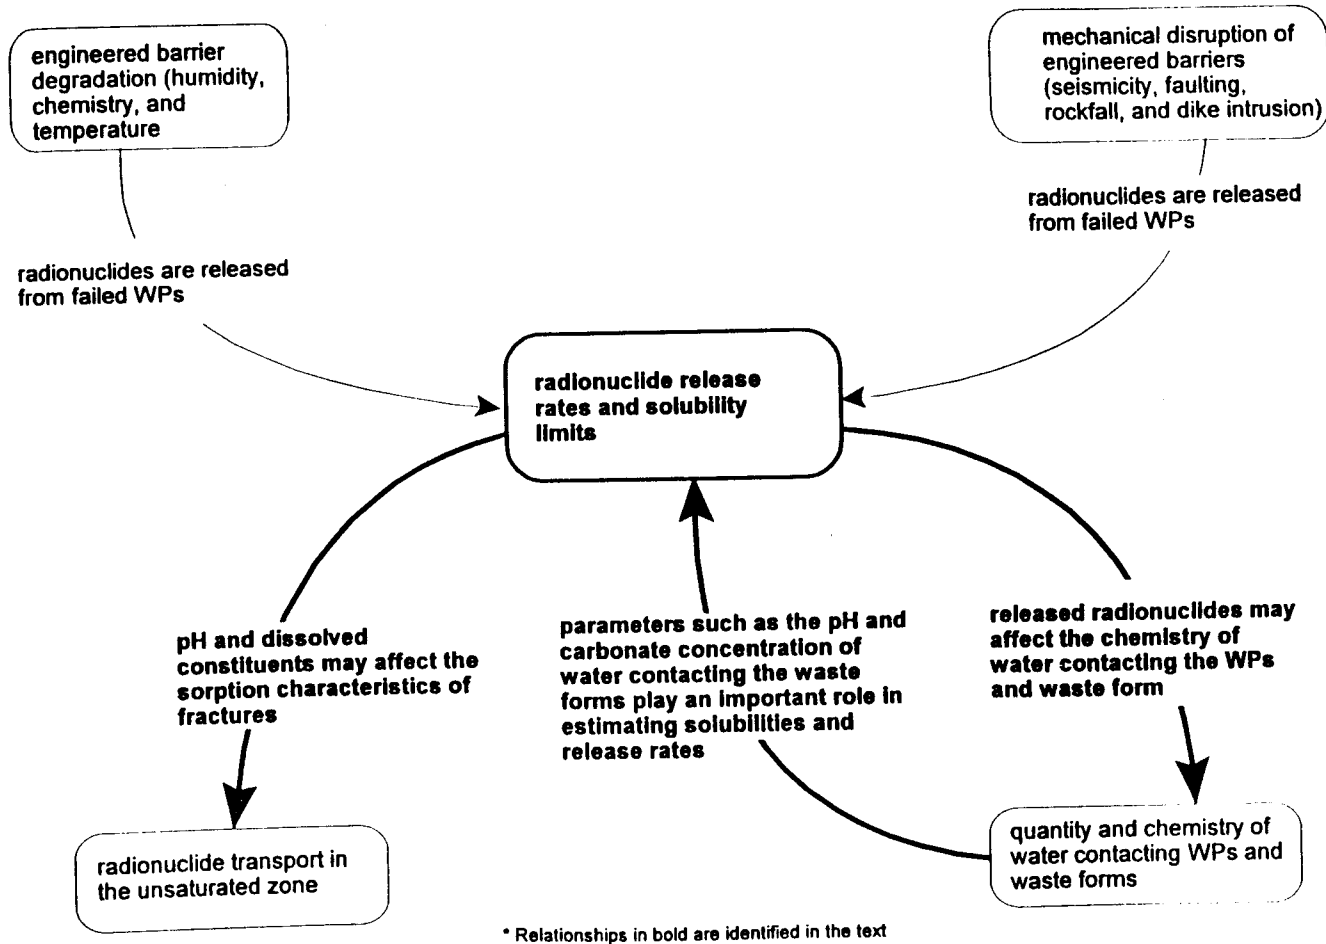 engineered barrier
degradation (humidity,
chemistry, and
temperature
mechanical disruption of
engineered barriers
(seismicity, faulting,
rockfall, and dike intrusion)
radionuclides are released
from failed WPs
radionuclides are released
from failed WPs
radionuclide release
rates and solubility
limits
pH and dissolved
constituents may affect the
sorption characteristics of
fractures
parameters such as the pH and
carbonate concentration of
water contacting the waste
forms play an important role in
estimating solubilities and
release rates
released radionuclides may
affect the chemistry of
water contacting the WPs
and waste form
radionuclide transport in
the unsaturated zone
quantity and chemistry of
water contacting WPs and
waste forms
* Relationships in bold are identified in the text